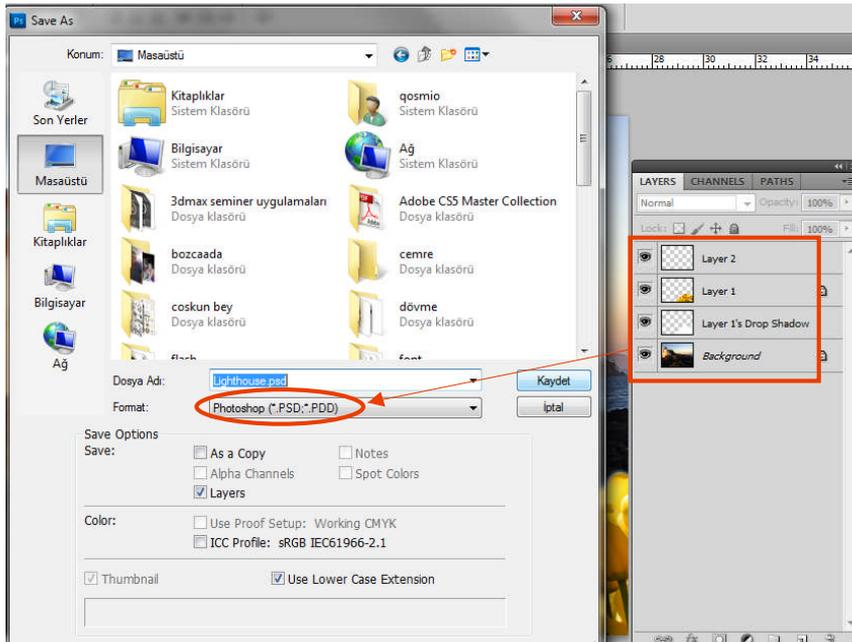 Ps Save As
Konum: Masaüstü
Son Yerler
Masaüstü
Kitaplıklar
Bilgisayar
Ağ
Kitaplıklar
Sistem Klasörü
qosmio
Sistem Klasörü
Bilgisayar
Sistem Klasörü
Ağ
Sistem Klasörü
3dmax seminer uygulamaları
Dosya klasörü
Adobe CS5 Master Collection
Dosya klasörü
bozcaada
Dosya klasörü
cemre
Dosya klasörü
coskun bey
Dosya klasörü
dövme
Dosya klasörü
flash
font
Dosya Adı: Lighthouse.psd Kaydet
Format: Photoshop (*.PSD;*.PDD) İptal
Save Options
Save:
As a Copy
Notes
Alpha Channels
Spot Colors
Layers
Color:
Use Proof Setup: Working CMYK
ICC Profile: sRGB IEC61966-2.1
Thumbnail
Use Lower Case Extension
28 30 32 34
LAYERS CHANNELS PATHS
Normal Opacity: 100%
Lock: Fill: 100%
Layer 2
Layer 1
Layer 1's Drop Shadow
Background